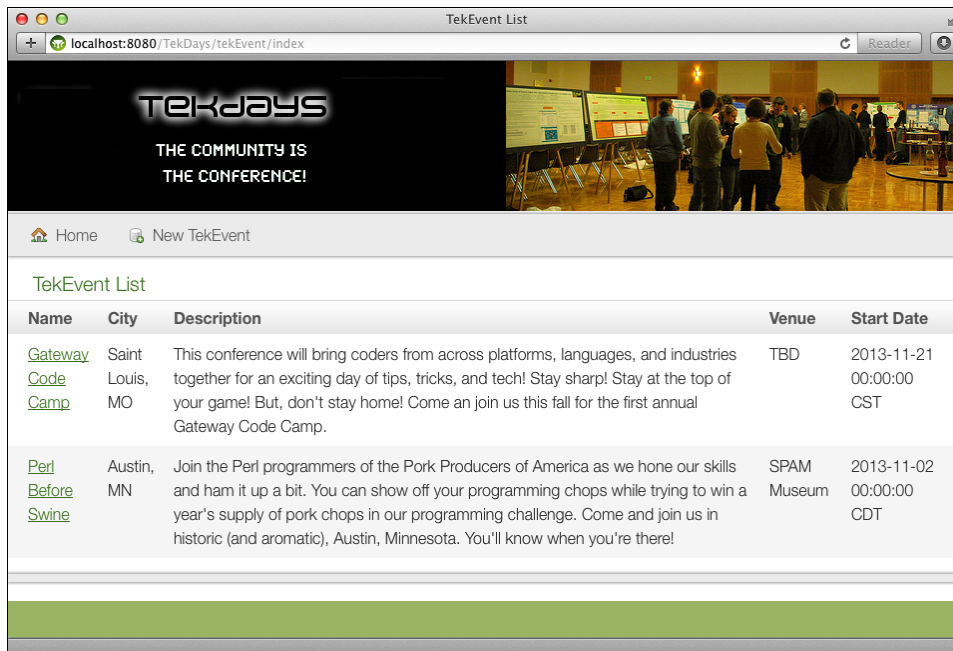 TekEvent List
localhost:8080/TekDays/tekEvent/index
Reader
TEKDAYS
THE COMMUNITY IS
THE CONFERENCE!
Home
New TekEvent
TekEvent List
Name City Description Venue Start Date
Gateway Saint This conference will bring coders from across platforms, languages, and industries TBD 2013-11-21
Code Louis, together for an exciting day of tips, tricks, and tech! Stay sharp! Stay at the top of 00:00:00
Camp MO your game! But, don't stay home! Come an join us this fall for the first annual CST
Gateway Code Camp.
Perl Austin, Join the Perl programmers of the Pork Producers of America as we hone our skills SPAM 2013-11-02
Before MN and ham it up a bit. You can show off your programming chops while trying to win a Museum 00:00:00
Swine year's supply of pork chops in our programming challenge. Come and join us in CDT
historic (and aromatic), Austin, Minnesota. You'll know when you're there!